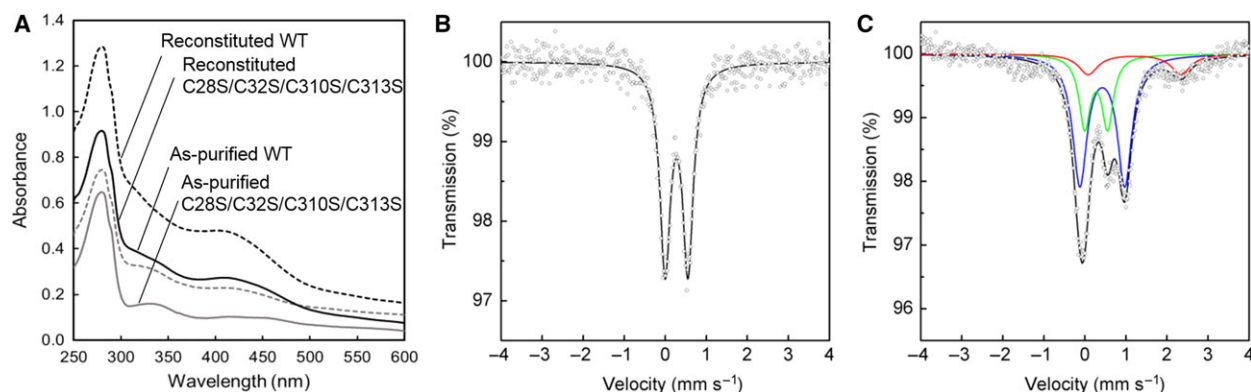 A
Absorbance
1.4
1.2
1.0
0.8
0.6
0.4
0.2
0.0
250 300 350 400 450 500 550 600
Wavelength (nm)
Reconstituted WT
Reconstituted
C28S/C32S/C310S/C313S
As-purified WT
As-purified
C28S/C32S/C310S/C313S
B
Transmission (%)
100
99
98
97
–4 –3 –2 –1 0 1 2 3 4
Velocity (mm s–1)
C
Transmission (%)
100
99
98
97
96
–4 –3 –2 –1 0 1 2 3 4
Velocity (mm s–1)